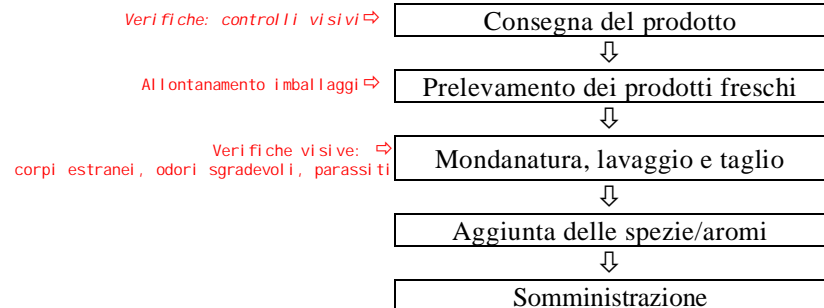 Verifiche: controlli visivi⇨ Consegna del prodotto
⇩
Allontanamento imballaggi⇨ Prelevamento dei prodotti freschi
⇩
Verifiche visive: ⇨
corpi estranei, odori sgradevoli, parassiti
Mondanatura, lavaggio e taglio
⇩
Aggiunta delle spezie/aromi
⇩
Somministrazione